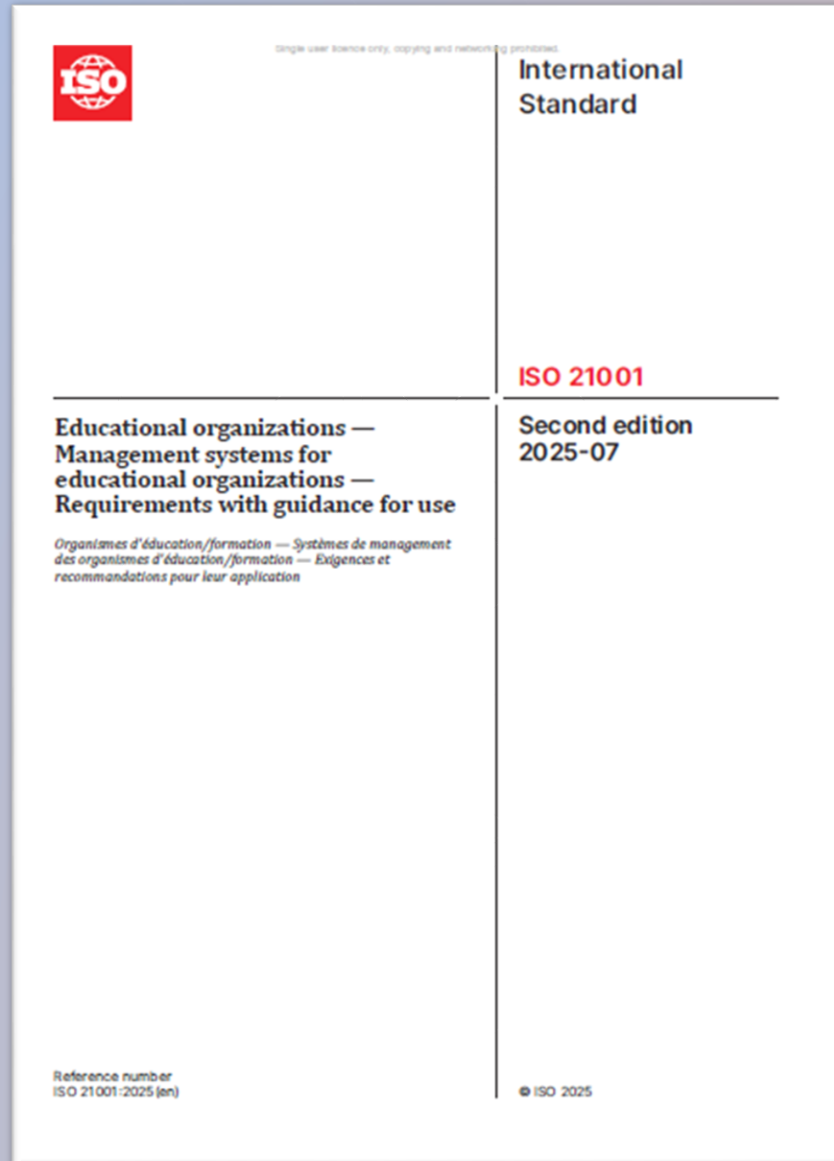 Single user licence only, copying and networking prohibited.
ISO
International
Standard
ISO 21001
Educational organizations —
Management systems for
educational organizations —
Requirements with guidance for use
Organismes d'éducation/formation — Systèmes de management
des organismes d'éducation/formation — Exigences et
recommandations pour leur application
Second edition
2025-07
Reference number
ISO 21001:2025(en)
© ISO 2025